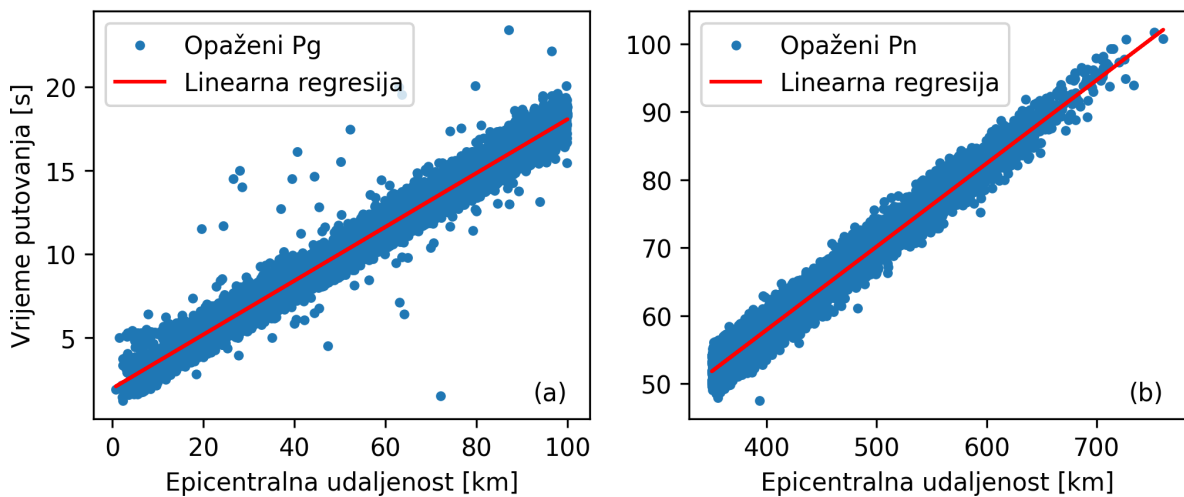 Vrijeme putovanja [s]
20
15
10
5
Opaženi Pg
Linearna regresija
(a)
0 20 40 60 80 100
Epicentralna udaljenost [km]
100
90
80
70
60
50
Opaženi Pn
Linearna regresija
(b)
400 500 600 700
Epicentralna udaljenost [km]